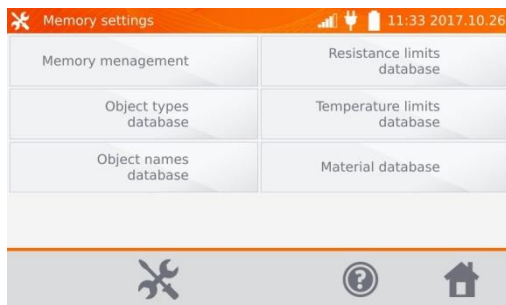 Memory settings
11:33 2017.10.26
Memory menagement
Resistance limits
database
Object types
database
Temperature limits
database
Object names
database
Material database
?